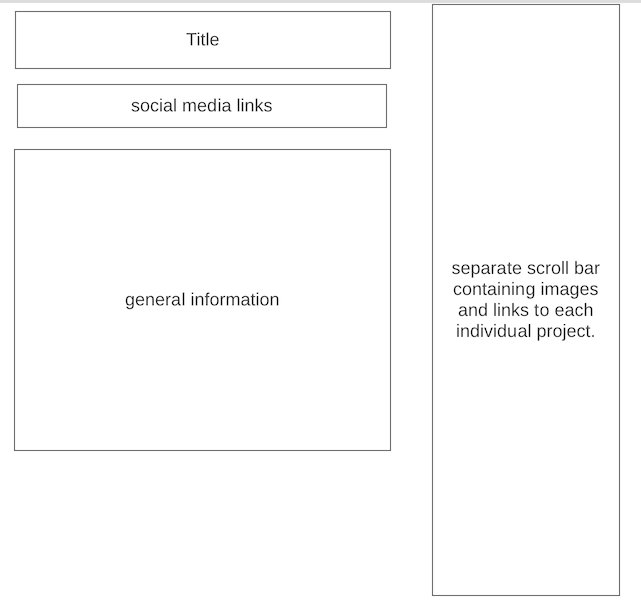 Title
social media links
general information
separate scroll bar
containing images
and links to each
individual project.